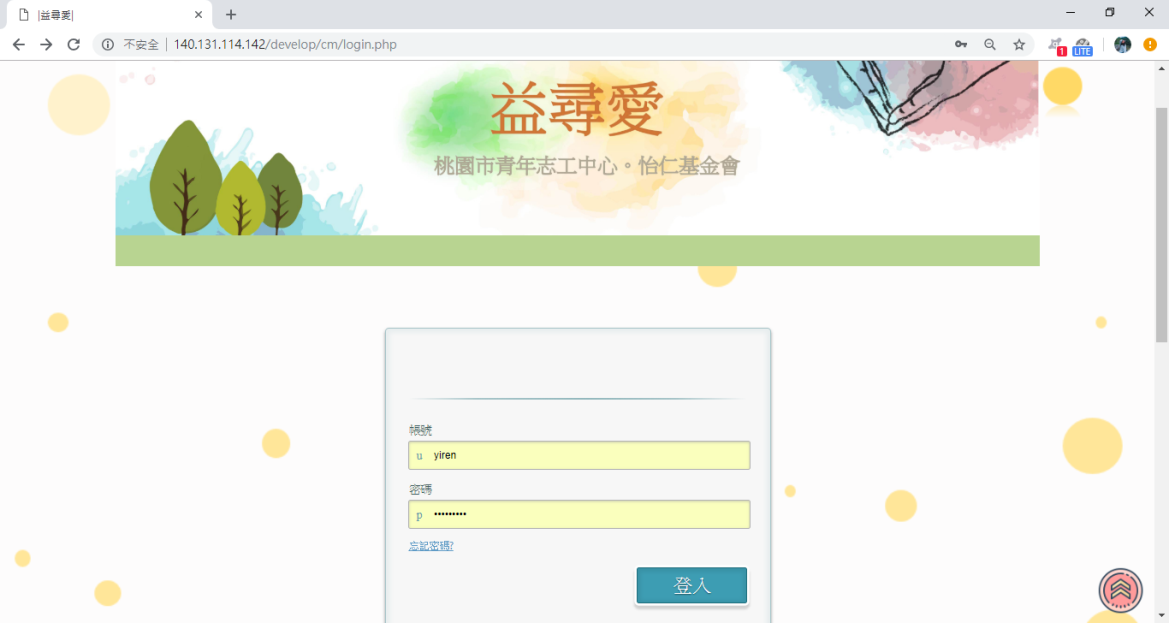 |益尋愛|
不安全 | 140.131.114.142/develop/cm/login.php
1
LITE
益尋愛
桃園市青年志工中心。怡仁基金會
帳號
u yiren
密碼
p •••••••••
忘記密碼?
登入